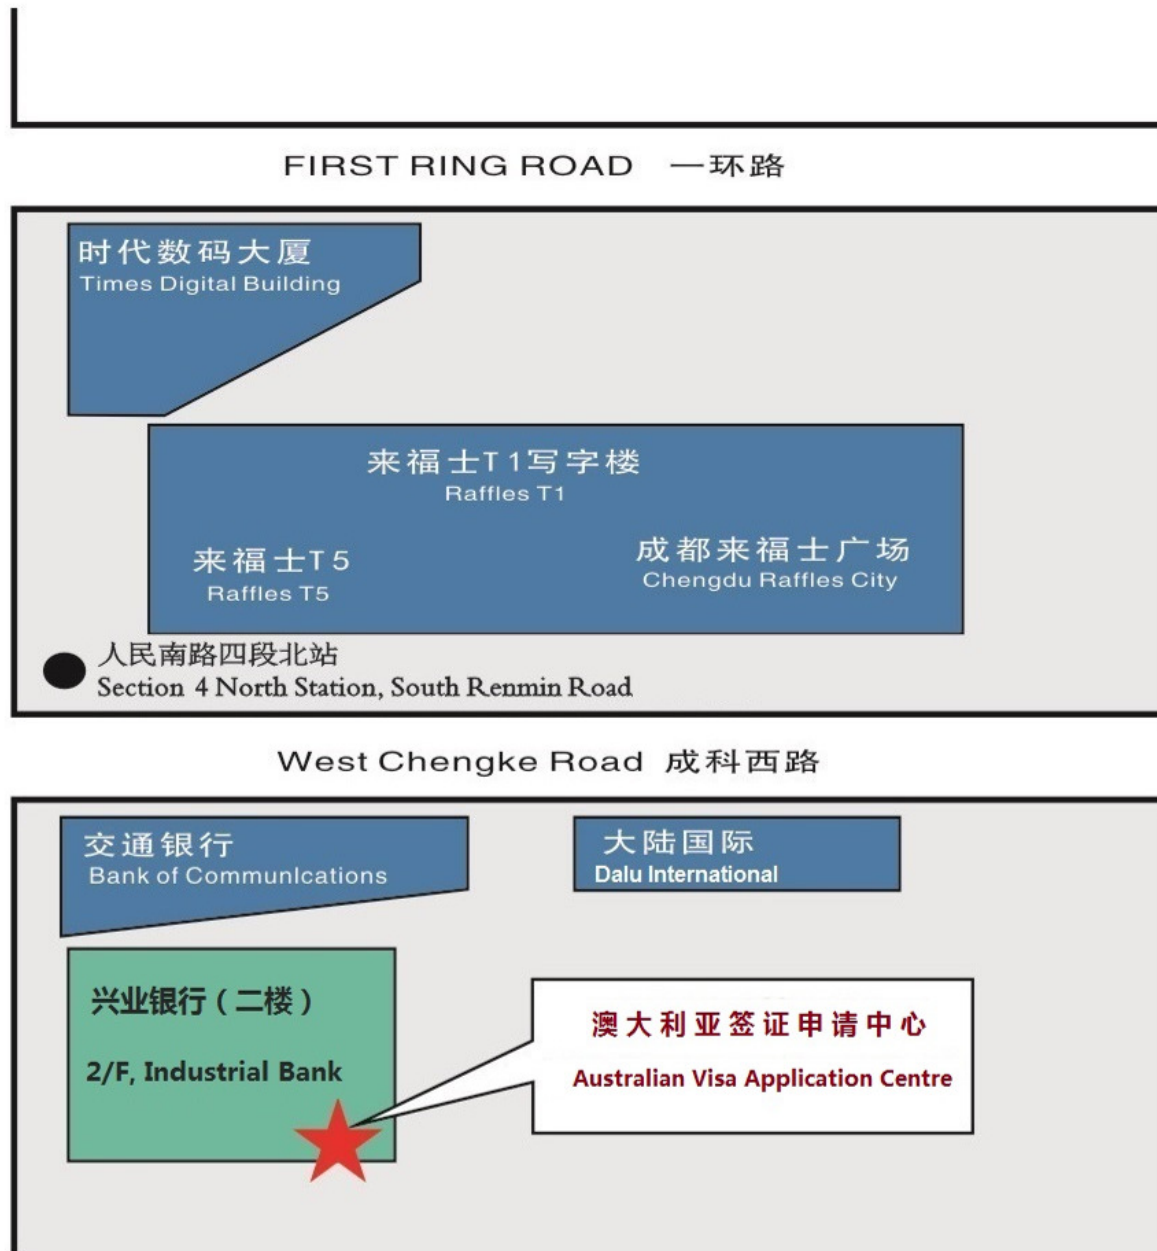 FIRST RING ROAD 一环路
时代数码大厦
Times Digital Building
来福士T1写字楼
Raffles T1
来福士T5
Raffles T5
成都来福士广场
Chengdu Raffles City
人民南路四段北站
Section 4 North Station, South Renmin Road
West Chengke Road 成科西路
交通银行
Bank of CommunIcations
大陆国际
Dalu International
兴业银行（二楼）
2/F, Industrial Bank
澳大利亚签证申请中心
Australian Visa Application Centre